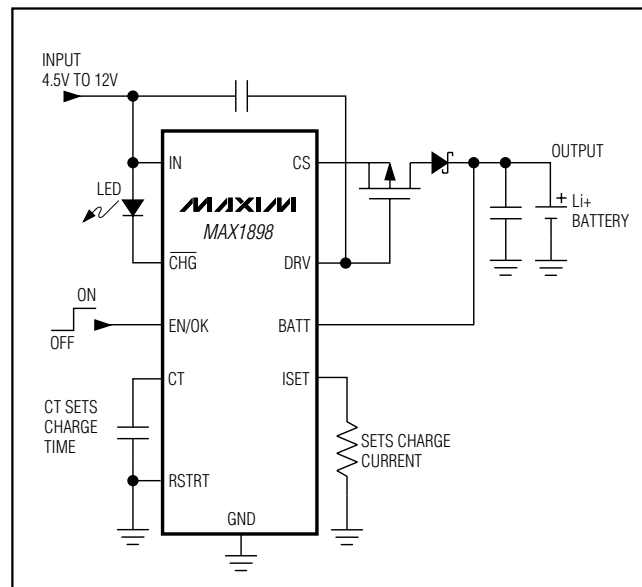 INPUT
4.5V TO 12V
IN
CS
OUTPUT
LED
MAXIM
MAX1898
+
Li+
BATTERY
CHG
DRV
ON
OFF
EN/OK
BATT
CT
ISET
CT SETS
CHARGE
TIME
SETS CHARGE
CURRENT
RSTRT
GND